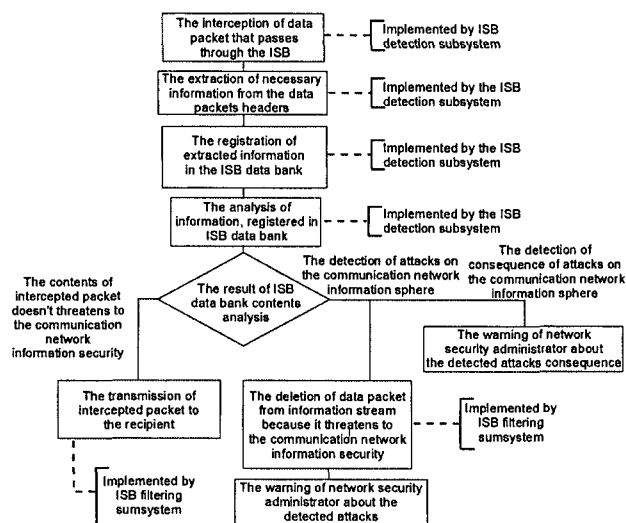 The interception of data
packet that passes
through the ISB
Implemented by ISB
detection subsystem
The extraction of necessary
information from the data
packets headers
Implemented by the ISB
detection subsystem
The registration of
extracted information
in the ISB data bank
Implemented by the ISB
detection subsystem
The analysis of
information, registered in
ISB data bank
Implemented by the ISB
detection subsystem
The contents of
intercepted packet
doesn't threatens to
the communication
network
information security
The result of ISB
data bank contents
analysis
The detection of attacks on
the communication network
information sphere
The detection of
consequence of attacks on
the communication network
information sphere
The warning of network
security administrator about
the detected attacks consequence
The transmission of
intercepted packet to
the recipient
Implemented by
ISB filtering
sumsystem
The deletion of data packet
from information stream
because it threatens to
the communication network
information security
Implemented by
ISB filtering
sumsystem
The warning of network security
administrator about the
detected attacks